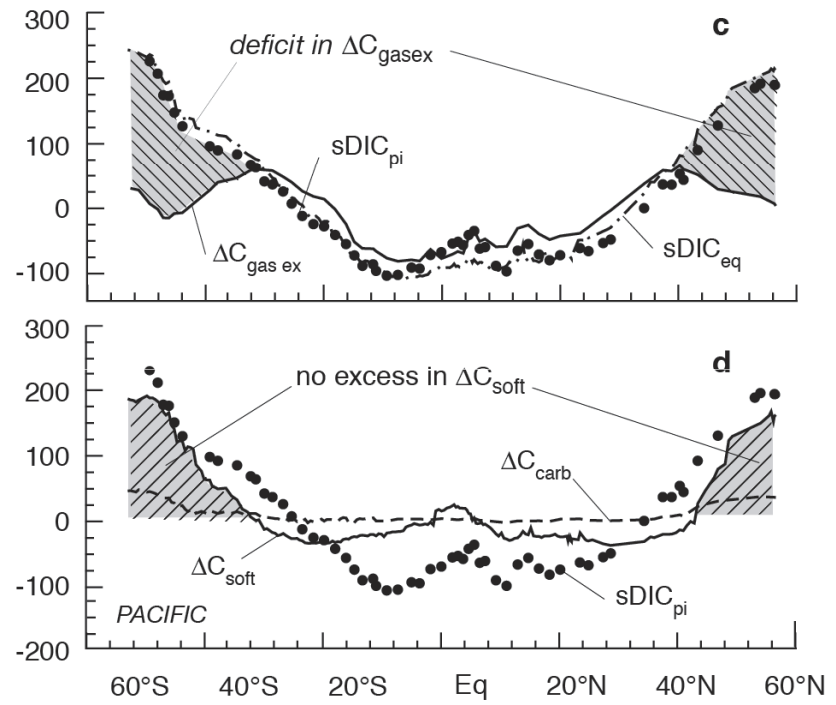 300
c
deficit in ΔCgasex
200
sDICpi
100
0
ΔCgas ex
sDICeq
-100
300
d
no excess in ΔCsoft
200
ΔCcarb
100
0
ΔCsoft
sDICpi
-100
PACIFIC
-200
60°S 40°S 20°S Eq 20°N 40°N 60°N